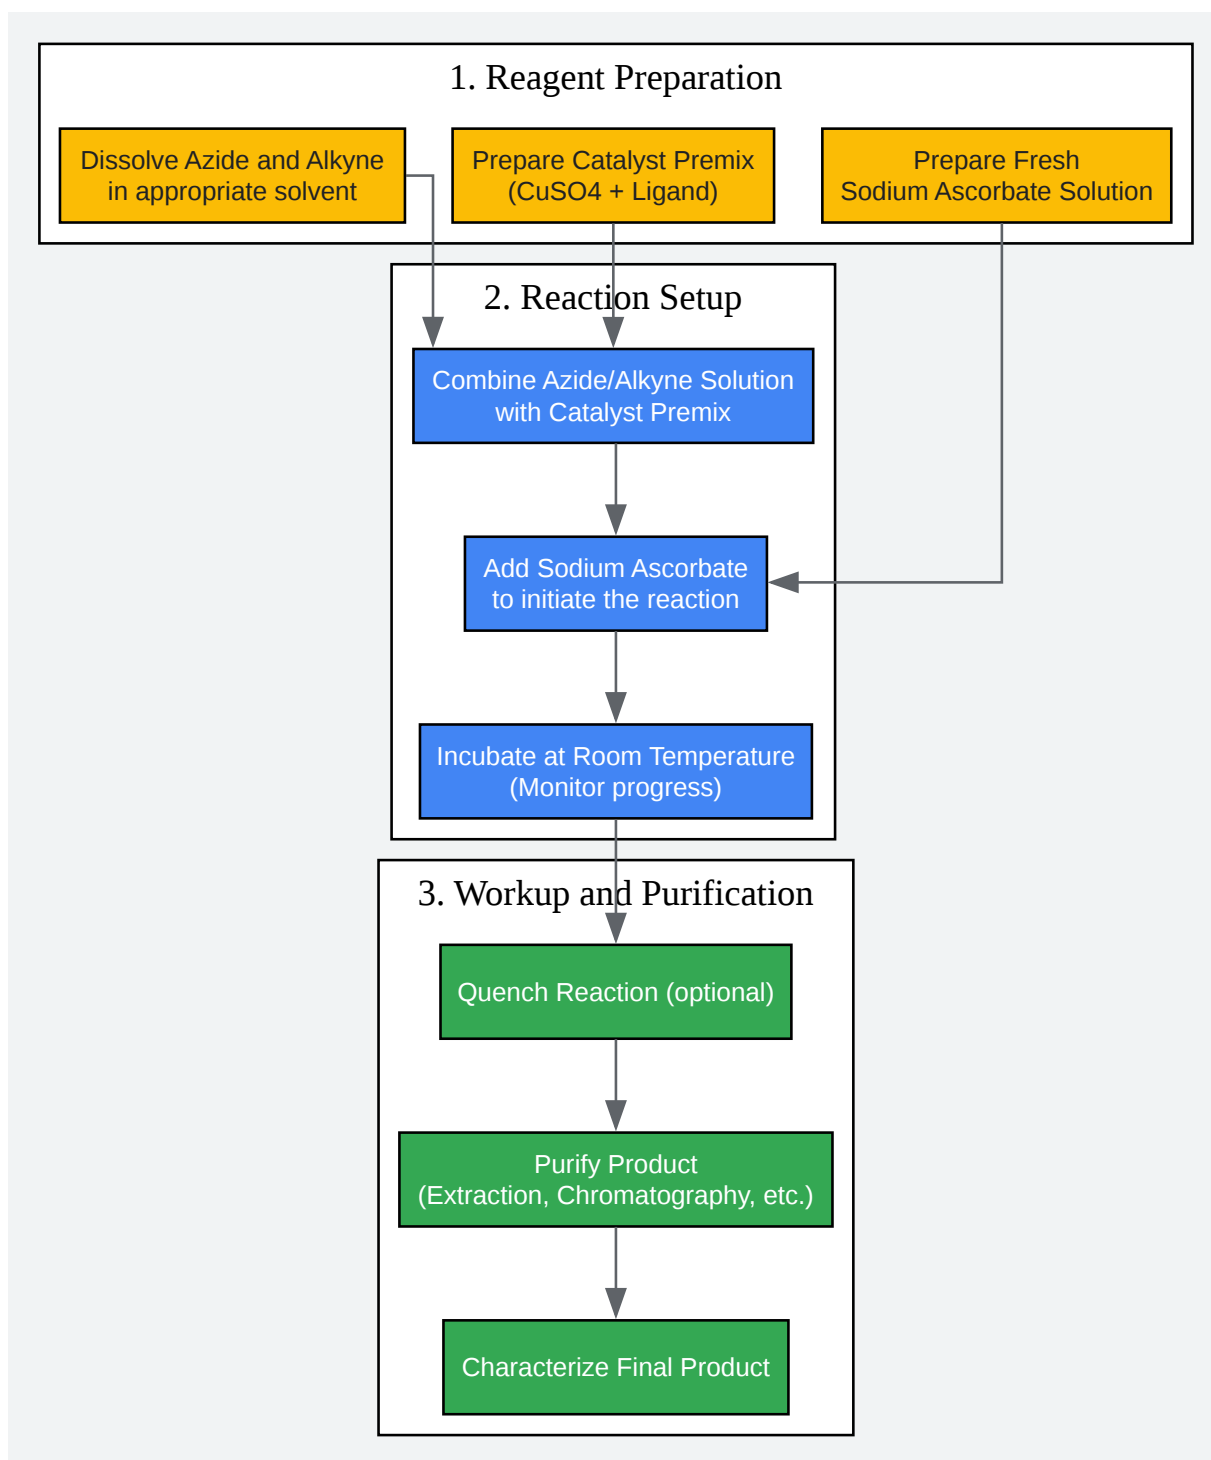 1. Reagent Preparation
Dissolve Azide and Alkyne
in appropriate solvent
Prepare Catalyst Premix
(CuSO4 + Ligand)
Prepare Fresh
Sodium Ascorbate Solution
2. Reaction Setup
Combine Azide/Alkyne Solution
with Catalyst Premix
Add Sodium Ascorbate
to initiate the reaction
Incubate at Room Temperature
(Monitor progress)
3. Workup and Purification
Quench Reaction (optional)
Purify Product
(Extraction, Chromatography, etc.)
Characterize Final Product